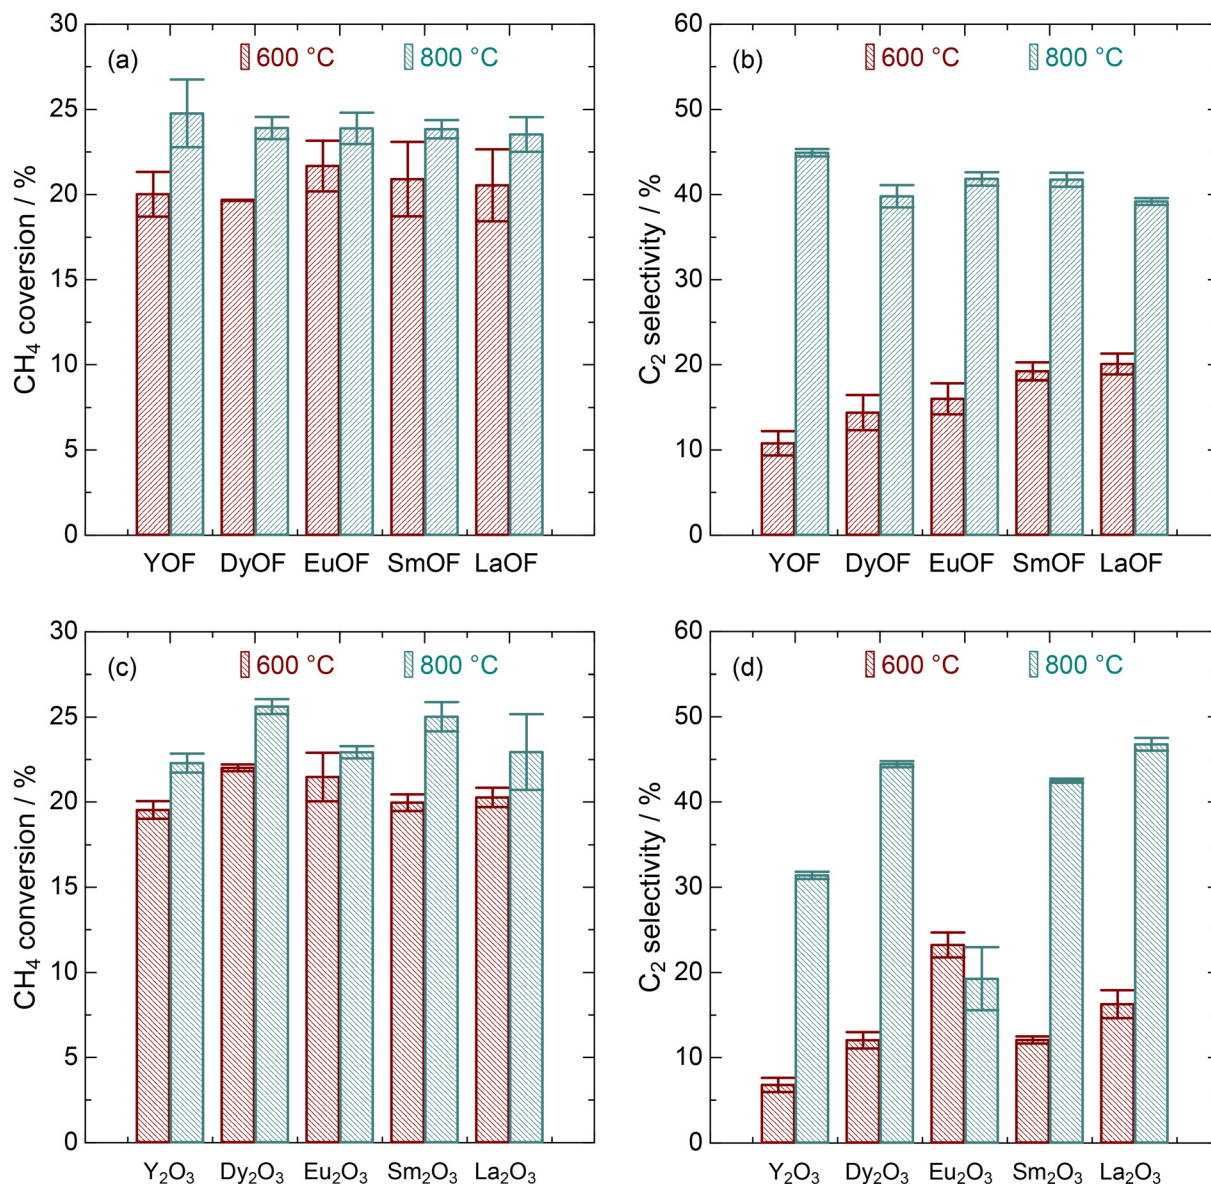 (a) 600 °C 800 °C
CH₄ coversion / %
30
25
20
15
10
5
0
YOF DyOF EuOF SmOF LaOF
(b) 600 °C 800 °C
C₂ selectivity / %
60
50
40
30
20
10
0
YOF DyOF EuOF SmOF LaOF
(c) 600 °C 800 °C
CH₄ conversion / %
30
25
20
15
10
5
0
Y₂O₃ Dy₂O₃ Eu₂O₃ Sm₂O₃ La₂O₃
(d) 600 °C 800 °C
C₂ selectivity / %
60
50
40
30
20
10
0
Y₂O₃ Dy₂O₃ Eu₂O₃ Sm₂O₃ La₂O₃